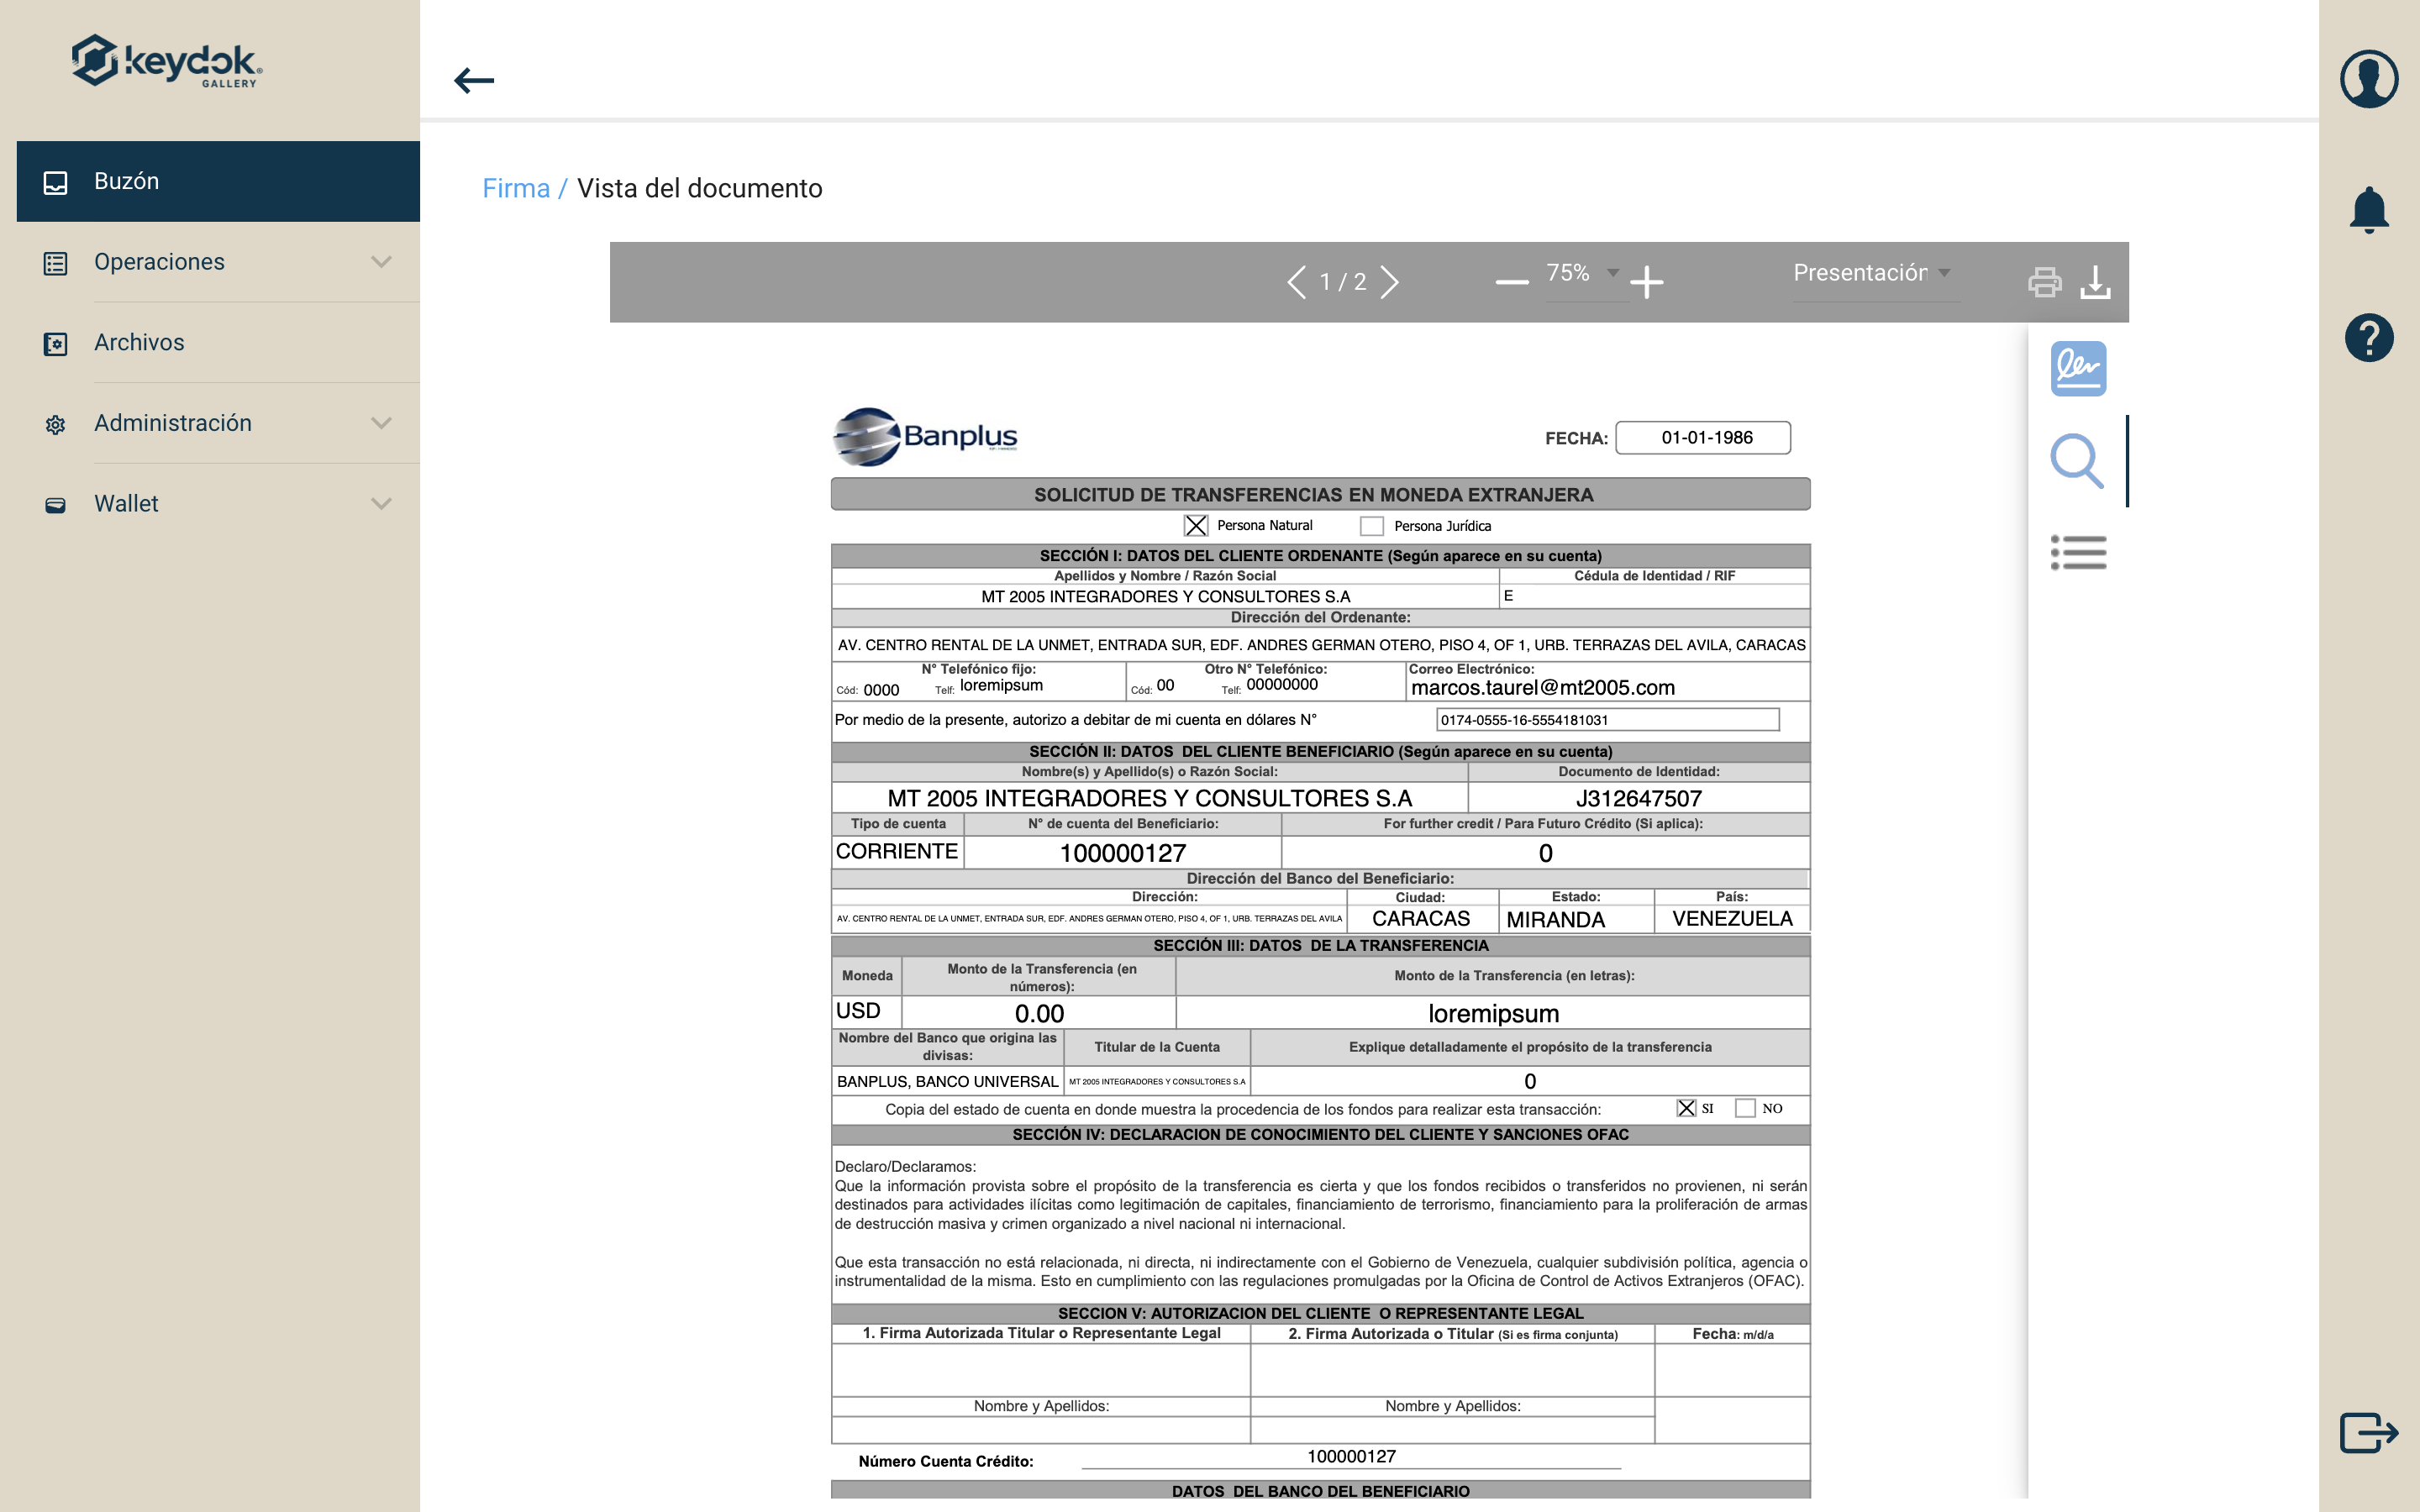 keydok®
GALLERY
Buzón
Operaciones
Archivos
Administración
Wallet
Firma / Vista del documento
1 / 2
75%
Presentación
Banplus
FECHA: 01-01-1986
SOLICITUD DE TRANSFERENCIAS EN MONEDA EXTRANJERA
Persona Natural Persona Jurídica
SECCIÓN I: DATOS DEL CLIENTE ORDENANTE (Según aparece en su cuenta)
Apellidos y Nombre / Razón Social Cédula de Identidad / RIF
MT 2005 INTEGRADORES Y CONSULTORES S.A E
Dirección del Ordenante:
AV. CENTRO RENTAL DE LA UNMET, ENTRADA SUR, EDF. ANDRES GERMAN OTERO, PISO 4, OF 1, URB. TERRAZAS DEL AVILA, CARACAS
N° Telefónico fijo: Otro N° Telefónico: Correo Electrónico:
Cód: 0000 Telf: loremipsum Cód: 00 Telf: 00000000 marcos.taurel@mt2005.com
Por medio de la presente, autorizo a debitar de mi cuenta en dólares N° 0174-0555-16-5554181031
SECCIÓN II: DATOS DEL CLIENTE BENEFICIARIO (Según aparece en su cuenta)
Nombre(s) y Apellido(s) o Razón Social: Documento de Identidad:
MT 2005 INTEGRADORES Y CONSULTORES S.A J312647507
Tipo de cuenta N° de cuenta del Beneficiario: For further credit / Para Futuro Crédito (Si aplica):
CORRIENTE 100000127 0
Dirección del Banco del Beneficiario:
Dirección: Ciudad: Estado: País:
AV. CENTRO RENTAL DE LA UNMET, ENTRADA SUR, EDF. ANDRES GERMAN OTERO, PISO 4, OF 1, URB. TERRAZAS DEL AVILA CARACAS MIRANDA VENEZUELA
SECCIÓN III: DATOS DE LA TRANSFERENCIA
Moneda Monto de la Transferencia (en números): Monto de la Transferencia (en letras):
USD 0.00 loremipsum
Nombre del Banco que origina las divisas: Titular de la Cuenta Explique detalladamente el propósito de la transferencia
BANPLUS, BANCO UNIVERSAL MT 2005 INTEGRADORES Y CONSULTORES S.A 0
Copia del estado de cuenta en donde muestra la procedencia de los fondos para realizar esta transacción: SI NO
SECCIÓN IV: DECLARACION DE CONOCIMIENTO DEL CLIENTE Y SANCIONES OFAC
Declaro/Declaramos:
Que la información provista sobre el propósito de la transferencia es cierta y que los fondos recibidos o transferidos no provienen, ni serán
destinados para actividades ilícitas como legitimación de capitales, financiamiento de terrorismo, financiamiento para la proliferación de armas
de destrucción masiva y crimen organizado a nivel nacional ni internacional.
Que esta transacción no está relacionada, ni directa, ni indirectamente con el Gobierno de Venezuela, cualquier subdivisión política, agencia o
instrumentalidad de la misma. Esto en cumplimiento con las regulaciones promulgadas por la Oficina de Control de Activos Extranjeros (OFAC).
SECCION V: AUTORIZACION DEL CLIENTE O REPRESENTANTE LEGAL
1. Firma Autorizada Titular o Representante Legal 2. Firma Autorizada o Titular (Si es firma conjunta) Fecha: m/d/a
Nombre y Apellidos: Nombre y Apellidos:
Número Cuenta Crédito: 100000127
DATOS DEL BANCO DEL BENEFICIARIO